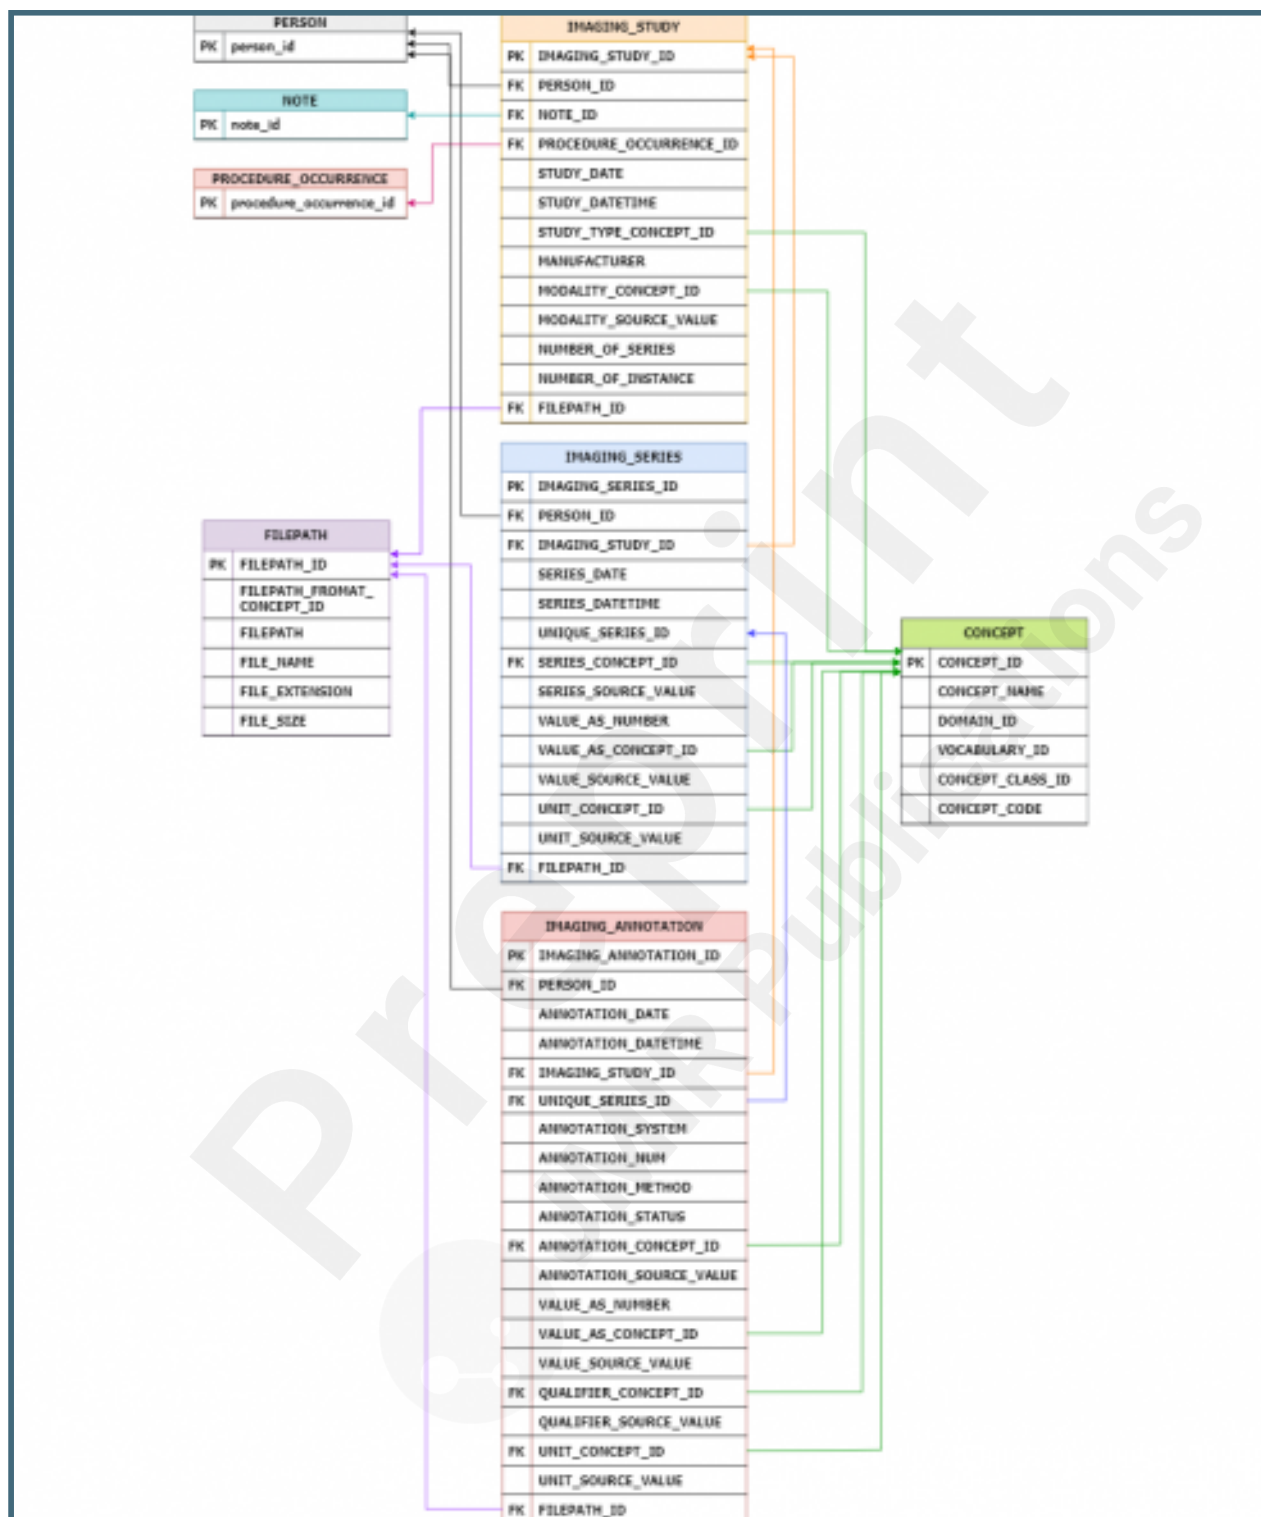 PERSON
PK person_id
NOTE
PK note_id
PROCEDURE_OCCURRENCE
PK procedure_occurrence_id
IMAGING_STUDY
PK IMAGING_STUDY_ID
FK PERSON_ID
FK NOTE_ID
FK PROCEDURE_OCCURRENCE_ID
STUDY_DATE
STUDY_DATETIME
STUDY_TYPE_CONCEPT_ID
MANUFACTURER
MODALITY_CONCEPT_ID
MODALITY_SOURCE_VALUE
NUMBER_OF_SERIES
NUMBER_OF_INSTANCE
FK FILEPATH_ID
FILEPATH
PK FILEPATH_ID
FILEPATH_FROMAT_
CONCEPT_ID
FILEPATH
FILE_NAME
FILE_EXTENSION
FILE_SIZE
IMAGING_SERIES
PK IMAGING_SERIES_ID
FK PERSON_ID
FK IMAGING_STUDY_ID
SERIES_DATE
SERIES_DATETIME
UNIQUE_SERIES_ID
FK SERIES_CONCEPT_ID
SERIES_SOURCE_VALUE
VALUE_AS_NUMBER
VALUE_AS_CONCEPT_ID
VALUE_SOURCE_VALUE
UNIT_CONCEPT_ID
UNIT_SOURCE_VALUE
FK FILEPATH_ID
CONCEPT
PK CONCEPT_ID
CONCEPT_NAME
DOMAIN_ID
VOCABULARY_ID
CONCEPT_CLASS_ID
CONCEPT_CODE
IMAGING_ANNOTATION
PK IMAGING_ANNOTATION_ID
FK PERSON_ID
ANNOTATION_DATE
ANNOTATION_DATETIME
FK IMAGING_STUDY_ID
FK UNIQUE_SERIES_ID
ANNOTATION_SYSTEM
ANNOTATION_NUM
ANNOTATION_METHOD
ANNOTATION_STATUS
FK ANNOTATION_CONCEPT_ID
ANNOTATION_SOURCE_VALUE
VALUE_AS_NUMBER
VALUE_AS_CONCEPT_ID
VALUE_SOURCE_VALUE
FK QUALIFIER_CONCEPT_ID
QUALIFIER_SOURCE_VALUE
FK UNIT_CONCEPT_ID
UNIT_SOURCE_VALUE
FK FILEPATH_ID
Preprint
JMIR Publications